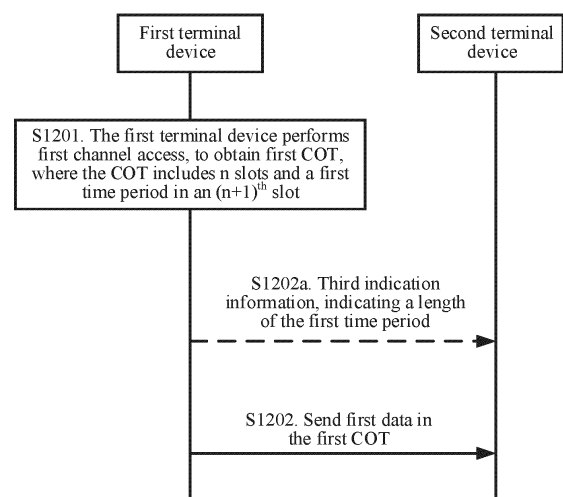 First terminal
device
Second terminal
device
S1201. The first terminal device performs
first channel access, to obtain first COT,
where the COT includes n slots and a first
time period in an (n+1)th slot
S1202a. Third indication
information, indicating a length
of the first time period
S1202. Send first data in
the first COT